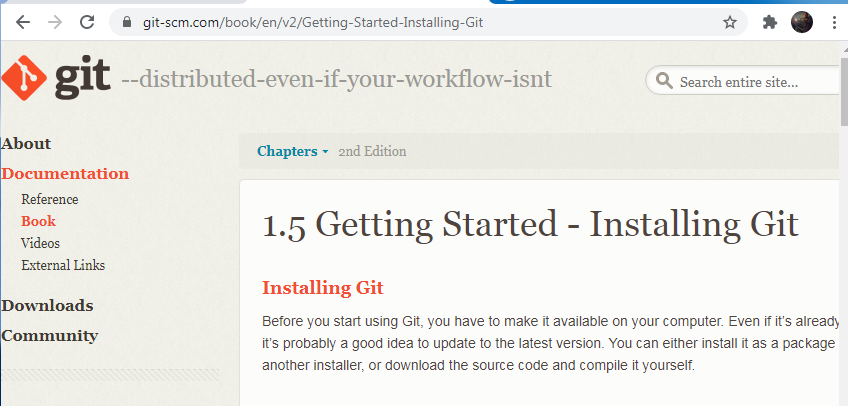 git-scm.com/book/en/v2/Getting-Started-Installing-Git
git --distributed-even-if-your-workflow-isnt
Search entire site...
About
Documentation
Reference
Book
Videos
External Links
Downloads
Community
Chapters 2nd Edition
1.5 Getting Started - Installing Git
Installing Git
Before you start using Git, you have to make it available on your computer. Even if it's already
it's probably a good idea to update to the latest version. You can either install it as a package
another installer, or download the source code and compile it yourself.